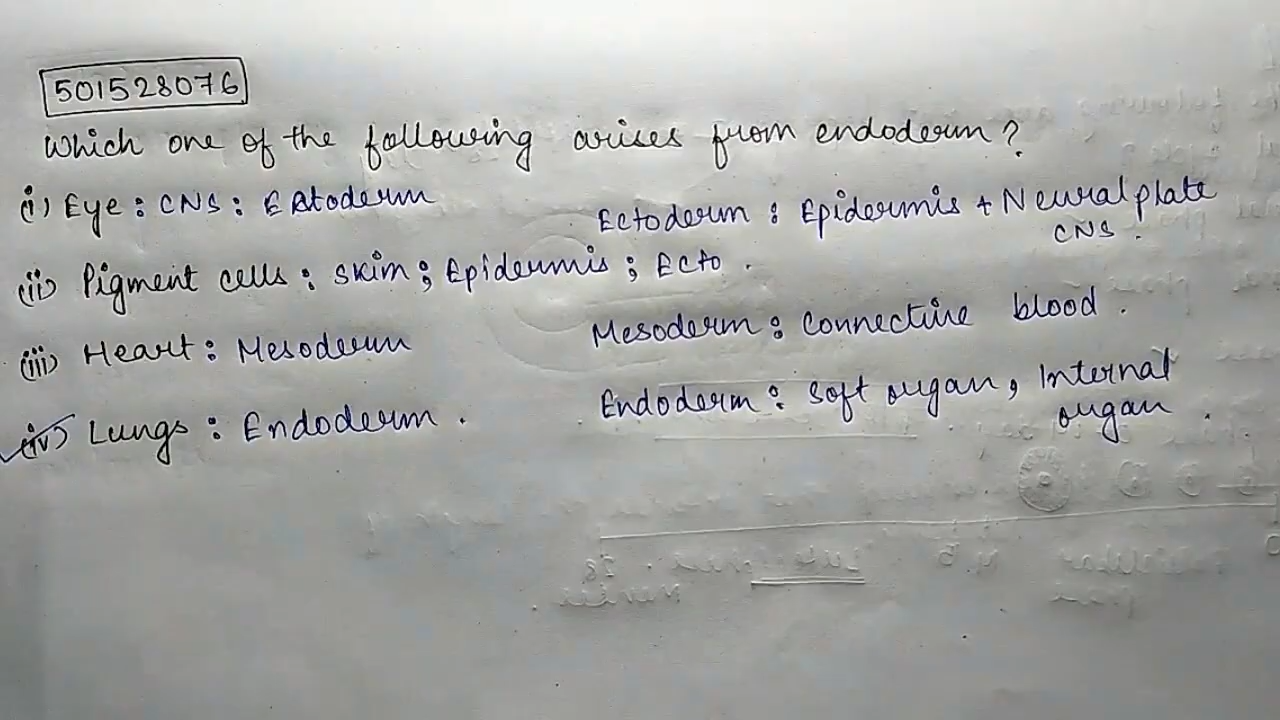 501528076
Which one of the following arises from endoderm?
(i) Eye : CNS : Ectoderm
Ectoderm : Epidermis + Neural plate
CNS .
(ii) Pigment cells : Skin ; Epidermis ; Ecto .
(iii) Heart : Mesoderm
Mesoderm : Connective blood .
(iv) Lungs : Endoderm .
Endoderm : Soft organ , Internal
organ .